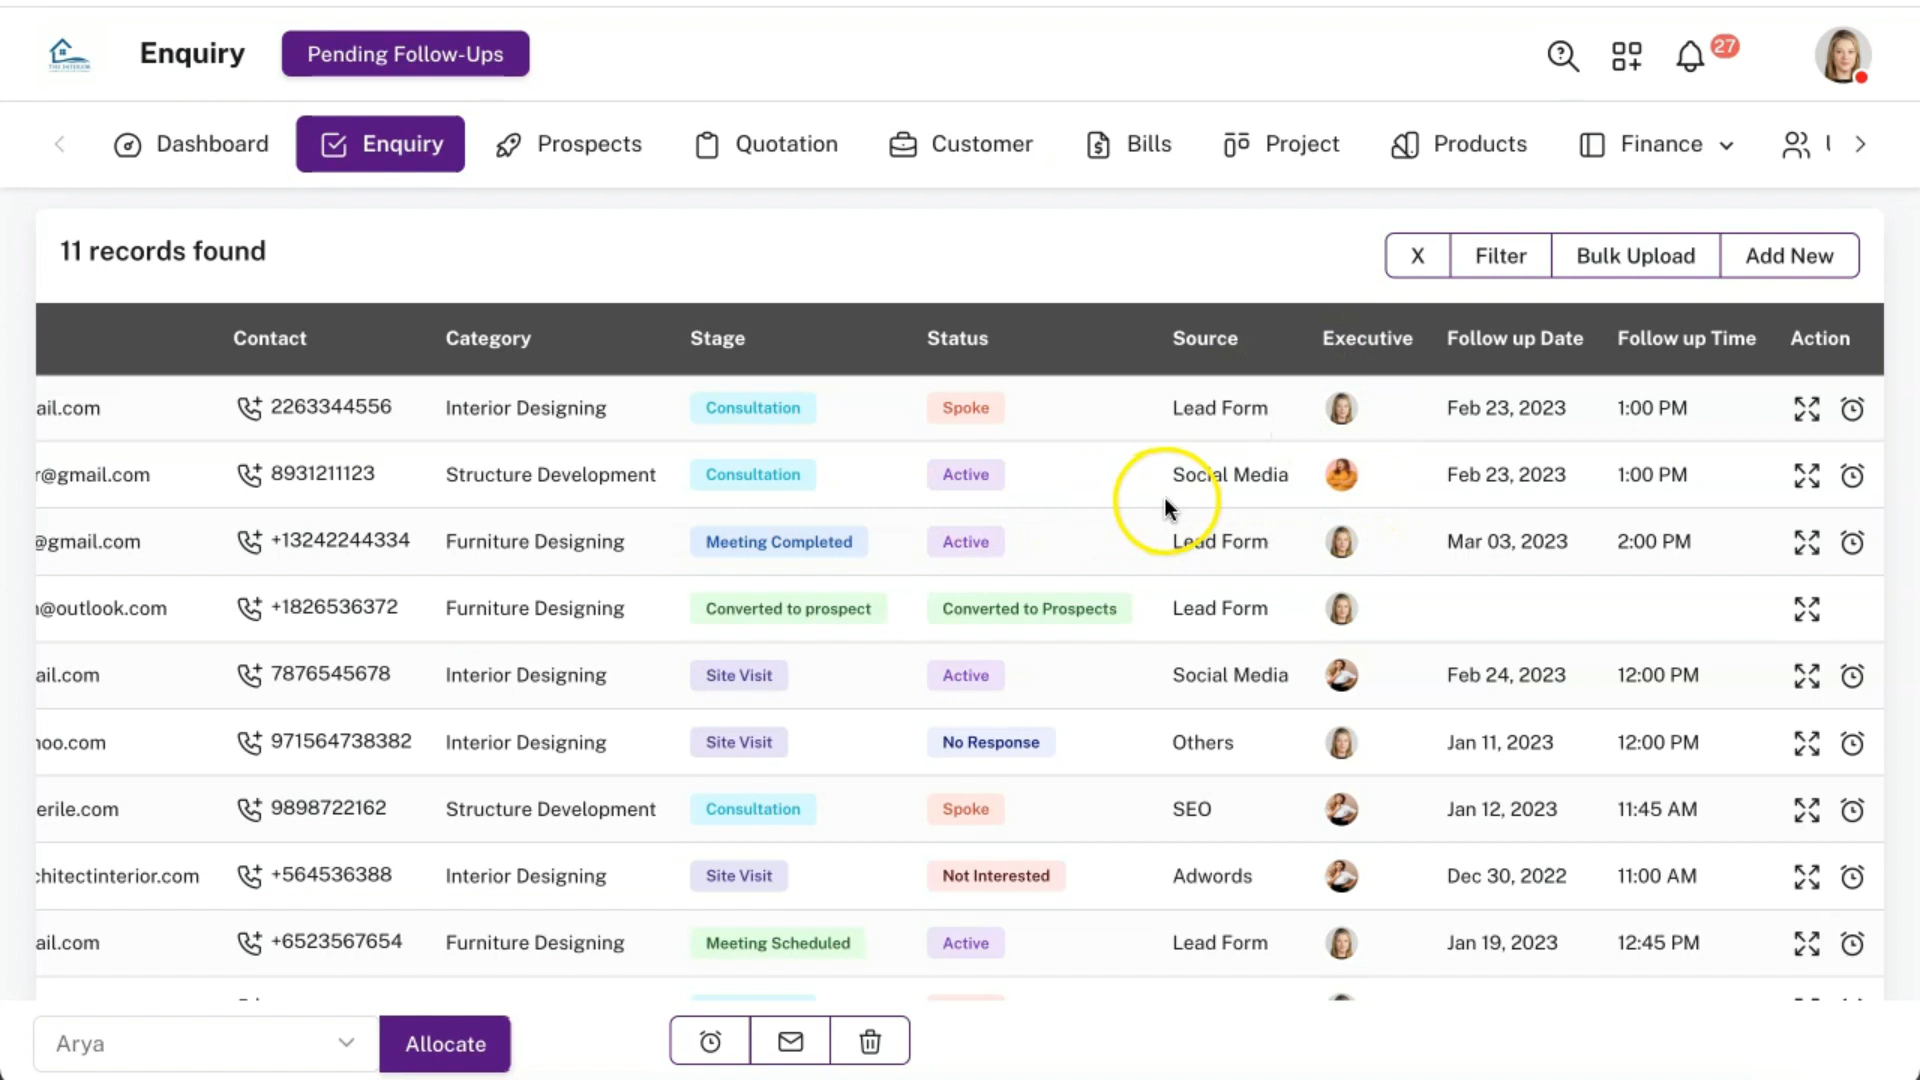 Enquiry
Pending Follow-Ups
27
THE INTERIOR
Dashboard Enquiry Prospects Quotation Customer Bills Project Products Finance
11 records found
X Filter Bulk Upload Add New
Contact Category Stage Status Source Executive Follow up Date Follow up Time Action
ail.com 2263344556 Interior Designing Consultation Spoke Lead Form Feb 23, 2023 1:00 PM
r@gmail.com 8931211123 Structure Development Consultation Active Social Media Feb 23, 2023 1:00 PM
@gmail.com +13242244334 Furniture Designing Meeting Completed Active Lead Form Mar 03, 2023 2:00 PM
@outlook.com +1826536372 Furniture Designing Converted to prospect Converted to Prospects Lead Form
ail.com 7876545678 Interior Designing Site Visit Active Social Media Feb 24, 2023 12:00 PM
hoo.com 971564738382 Interior Designing Site Visit No Response Others Jan 11, 2023 12:00 PM
erile.com 9898722162 Structure Development Consultation Spoke SEO Jan 12, 2023 11:45 AM
chitectinterior.com +564536388 Interior Designing Site Visit Not Interested Adwords Dec 30, 2022 11:00 AM
ail.com +6523567654 Furniture Designing Meeting Scheduled Active Lead Form Jan 19, 2023 12:45 PM
Arya Allocate